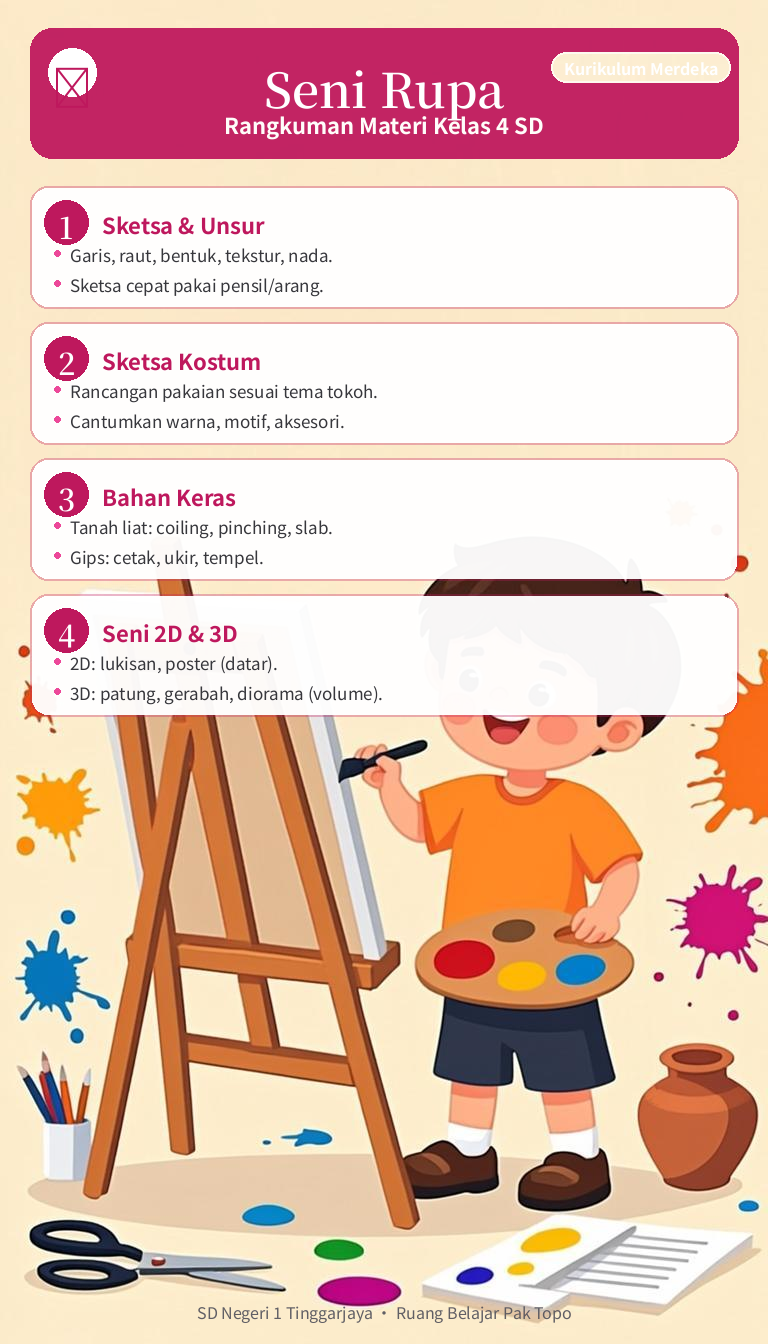 Kurikulum Merdeka
Seni Rupa
Rangkuman Materi Kelas 4 SD
1 Sketsa & Unsur
• Garis, raut, bentuk, tekstur, nada.
• Sketsa cepat pakai pensil/arang.
2 Sketsa Kostum
• Rancangan pakaian sesuai tema tokoh.
• Cantumkan warna, motif, aksesori.
3 Bahan Keras
• Tanah liat: coiling, pinching, slab.
• Gips: cetak, ukir, tempel.
4 Seni 2D & 3D
• 2D: lukisan, poster (datar).
• 3D: patung, gerabah, diorama (volume).
SD Negeri 1 Tinggarjaya • Ruang Belajar Pak Topo